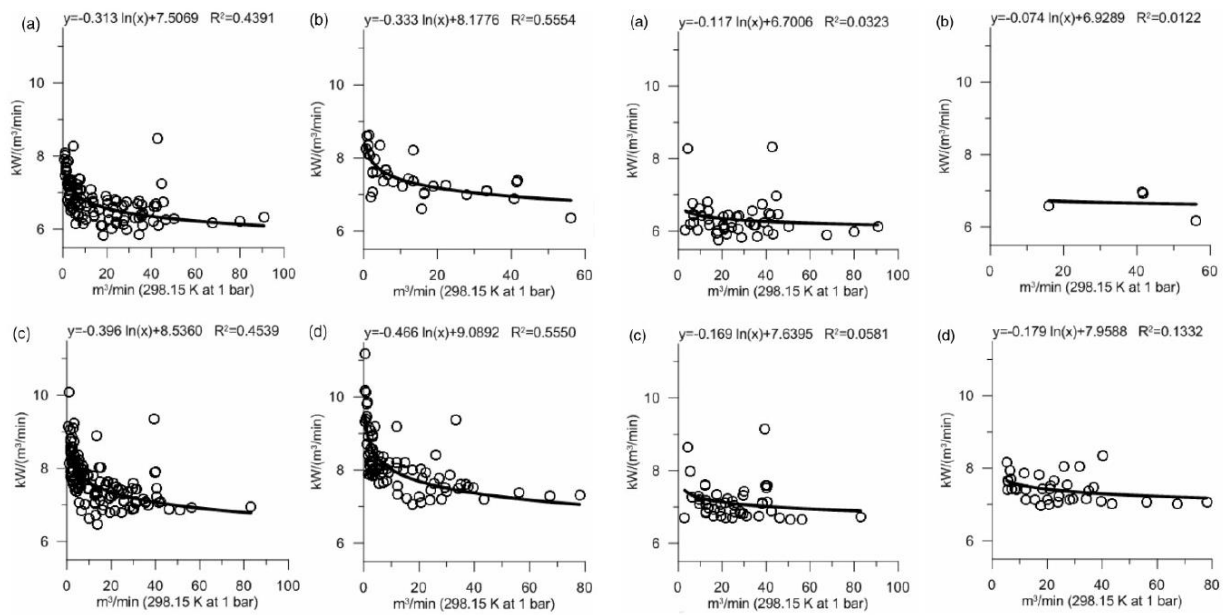 (a) y=-0.313 ln(x)+7.5069 R²=0.4391
10
8
6
kW/(m³/min)
0 20 40 60 80 100
m³/min (298.15 K at 1 bar)
(b) y=-0.333 ln(x)+8.1776 R²=0.5554
10
8
6
kW/(m³/min)
0 10 20 30 40 50 60
m³/min (298.15 K at 1 bar)
(a) y=-0.117 ln(x)+6.7006 R²=0.0323
10
8
6
kW/(m³/min)
0 20 40 60 80 100
m³/min (298.15 K at 1 bar)
(b) y=-0.074 ln(x)+6.9289 R²=0.0122
10
8
6
kW/(m³/min)
0 20 40 60
m³/min (298.15 K at 1 bar)
(c) y=-0.396 ln(x)+8.5360 R²=0.4539
10
8
6
kW/(m³/min)
0 20 40 60 80 100
m³/min (298.15 K at 1 bar)
(d) y=-0.466 ln(x)+9.0892 R²=0.5550
10
8
6
kW/(m³/min)
0 20 40 60 80
m³/min (298.15 K at 1 bar)
(c) y=-0.169 ln(x)+7.6395 R²=0.0581
10
8
6
kW/(m³/min)
0 20 40 60 80 100
m³/min (298.15 K at 1 bar)
(d) y=-0.179 ln(x)+7.9588 R²=0.1332
10
8
6
kW/(m³/min)
0 20 40 60 80
m³/min (298.15 K at 1 bar)